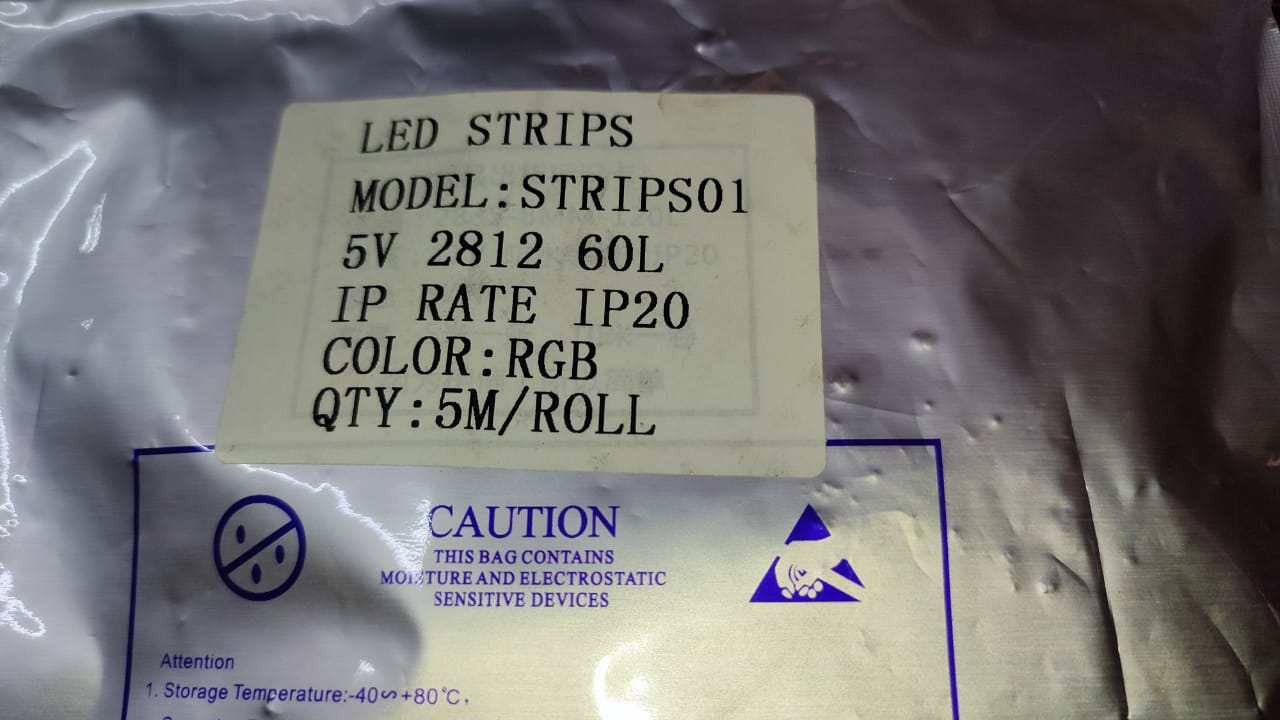 LED STRIPS
MODEL:STRIPS01
5V 2812 60L
IP RATE IP20
COLOR:RGB
QTY:5M/ROLL
CAUTION
THIS BAG CONTAINS
MOISTURE AND ELECTROSTATIC
SENSITIVE DEVICES
Attention
1. Storage Temperature:-40∽+80℃,